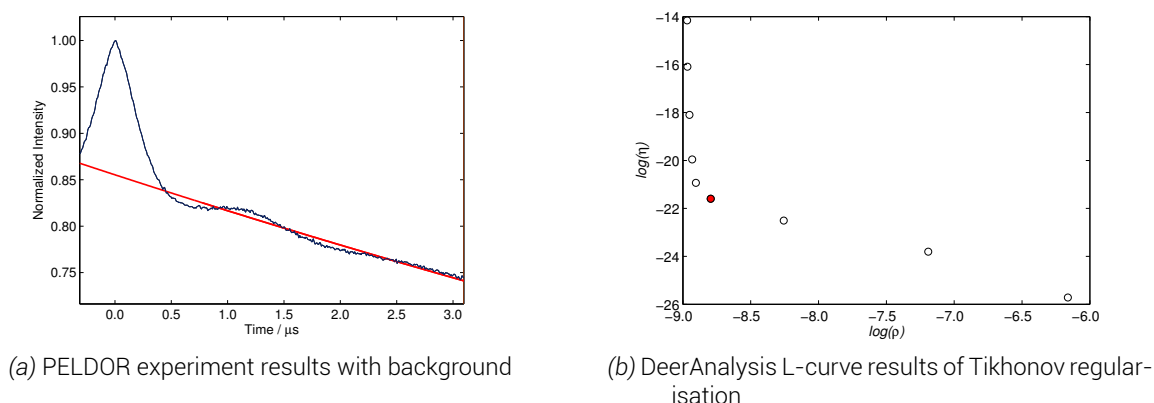 1.00
0.95
0.90
0.85
0.80
0.75
Normalized Intensity
0.0 0.5 1.0 1.5 2.0 2.5 3.0
Time / μs
(a) PELDOR experiment results with background
−14
−16
−18
−20
−22
−24
−26
log(η)
−9.0 −8.5 −8.0 −7.5 −7.0 −6.5 −6.0
log(ρ)
(b) DeerAnalysis L-curve results of Tikhonov regular-
isation